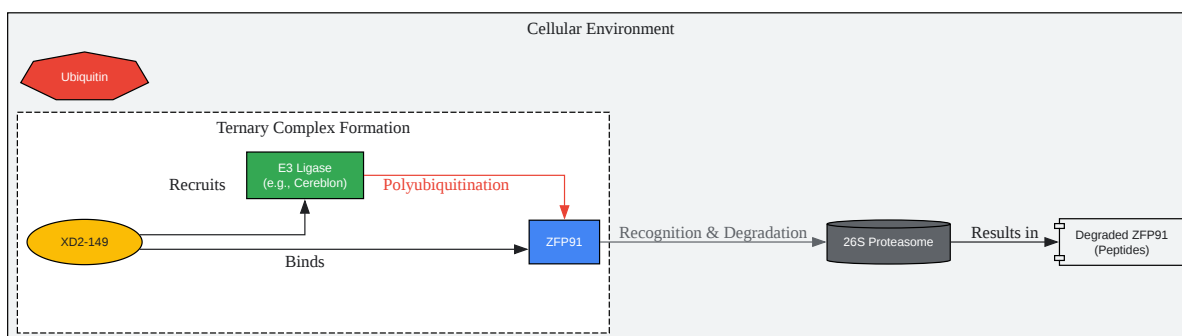 Cellular Environment
Ubiquitin
Ternary Complex Formation
E3 Ligase
(e.g., Cereblon)
Recruits
Polyubiquitination
XD2-149
Binds
ZFP91
Recognition & Degradation
26S Proteasome
Results in
Degraded ZFP91
(Peptides)